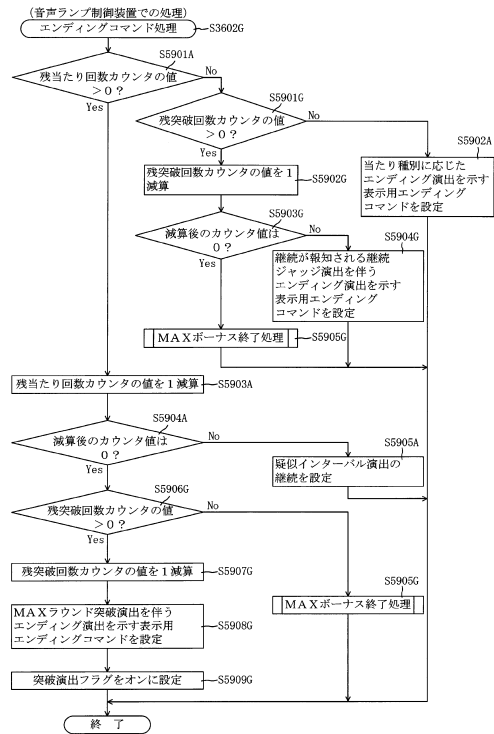 (音声ランプ制御装置での処理)
エンディングコマンド処理
S3602G
S5901A
残当たり回数カウンタの値
>0?
No
Yes
S5901G
残突破回数カウンタの値
>0?
No
Yes
S5902A
当たり種別に応じた
エンディング演出を示す
表示用エンディング
コマンドを設定
残突破回数カウンタの値を1
減算
S5902G
S5903G
減算後のカウンタ値は
0?
No
Yes
S5904G
継続が報知される継続
ジャッジ演出を伴う
エンディング演出を示す
表示用エンディング
コマンドを設定
MAXボーナス終了処理
S5905G
残当たり回数カウンタの値を1減算
S5903A
S5904A
減算後のカウンタ値は
0?
No
Yes
S5905A
疑似インターバル演出の
継続を設定
S5906G
残突破回数カウンタの値
>0?
No
Yes
残突破回数カウンタの値を1減算
S5907G
S5905G
MAXボーナス終了処理
MAXラウンド突破演出を伴う
エンディング演出を示す表示用
エンディングコマンドを設定
S5908G
突破演出フラグをオンに設定
S5909G
終 了